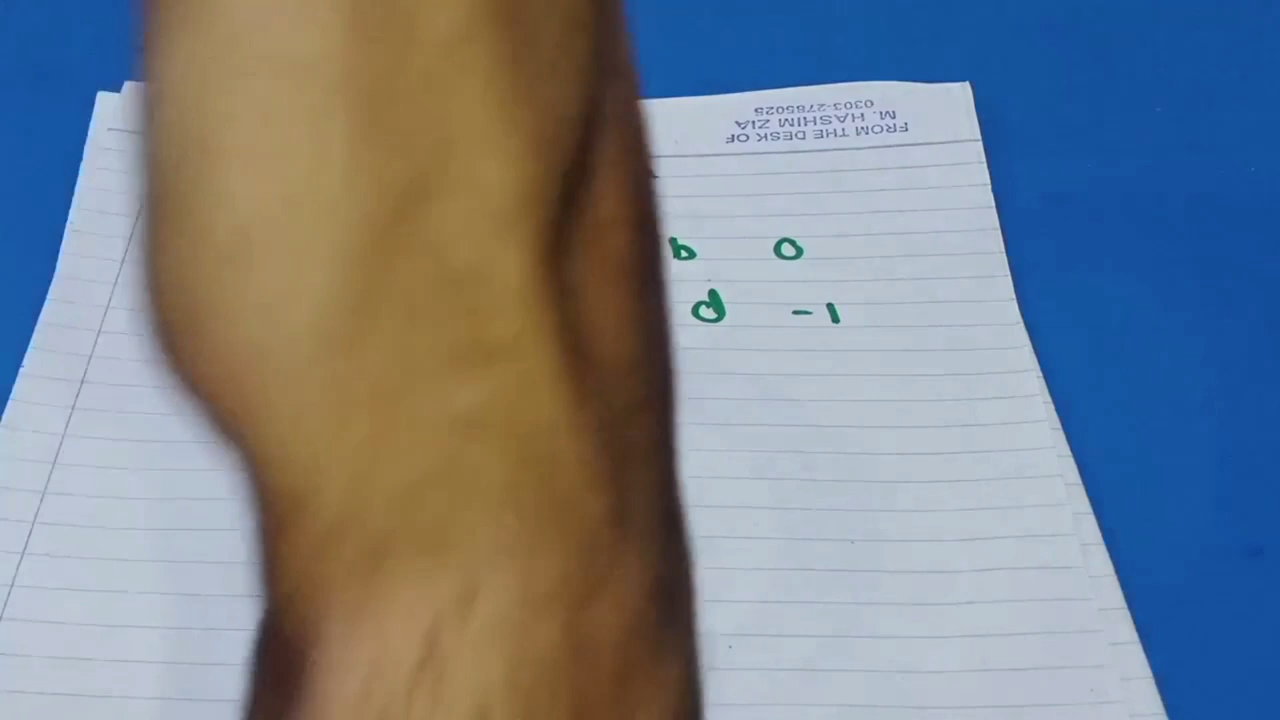 FROM THE DESK OF
M. HASHIM ZIA
0303-2785025
b 0
d -1